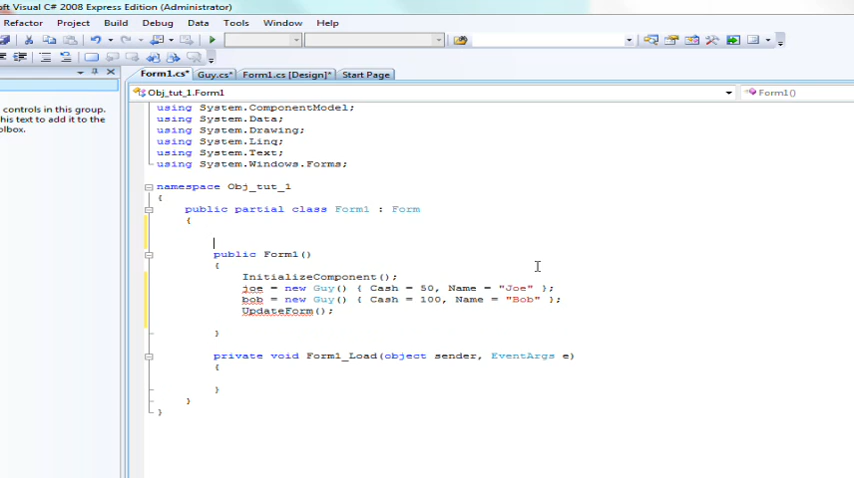 oft Visual C# 2008 Express Edition (Administrator)
Refactor Project Build Debug Data Tools Window Help
Form1.cs* Guy.cs* Form1.cs [Design]* Start Page
Obj_tut_1.Form1 Form1()
controls in this group.
his text to add it to the
olbox.
using System.ComponentModel;
using System.Data;
using System.Drawing;
using System.Linq;
using System.Text;
using System.Windows.Forms;
namespace Obj_tut_1
{
public partial class Form1 : Form
{
public Form1()
{
InitializeComponent();
joe = new Guy() { Cash = 50, Name = "Joe" };
bob = new Guy() { Cash = 100, Name = "Bob" };
UpdateForm();
}
private void Form1_Load(object sender, EventArgs e)
{
}
}
}